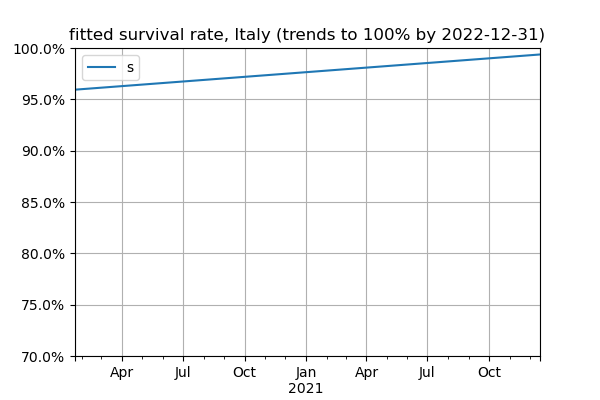 fitted survival rate, Italy (trends to 100% by 2022-12-31)
100.0%
s
95.0%
90.0%
85.0%
80.0%
75.0%
70.0%
Apr Jul Oct Jan Apr Jul Oct
2021